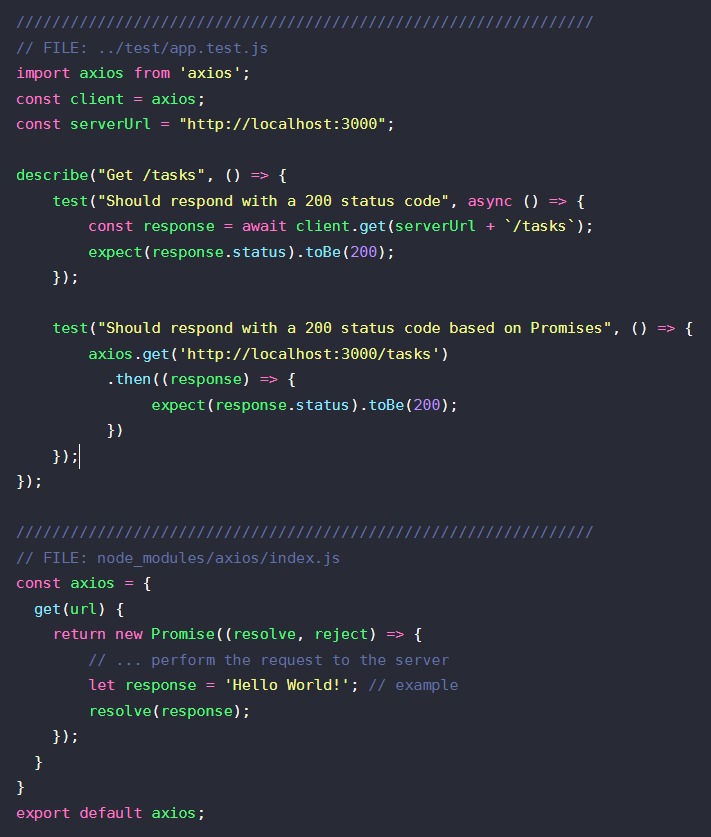 ////////////////////////////////////////////////////////////////
// FILE: ../test/app.test.js
import axios from 'axios';
const client = axios;
const serverUrl = "http://localhost:3000";

describe("Get /tasks", () => {
    test("Should respond with a 200 status code", async () => {
        const response = await client.get(serverUrl + `/tasks`);
        expect(response.status).toBe(200);
    });

    test("Should respond with a 200 status code based on Promises", () => {
        axios.get('http://localhost:3000/tasks')
          .then((response) => {
               expect(response.status).toBe(200);
          })
    });
});

////////////////////////////////////////////////////////////////
// FILE: node_modules/axios/index.js
const axios = {
  get(url) {
    return new Promise((resolve, reject) => {
        // ... perform the request to the server
        let response = 'Hello World!'; // example
        resolve(response);
    });
  }
}
export default axios;